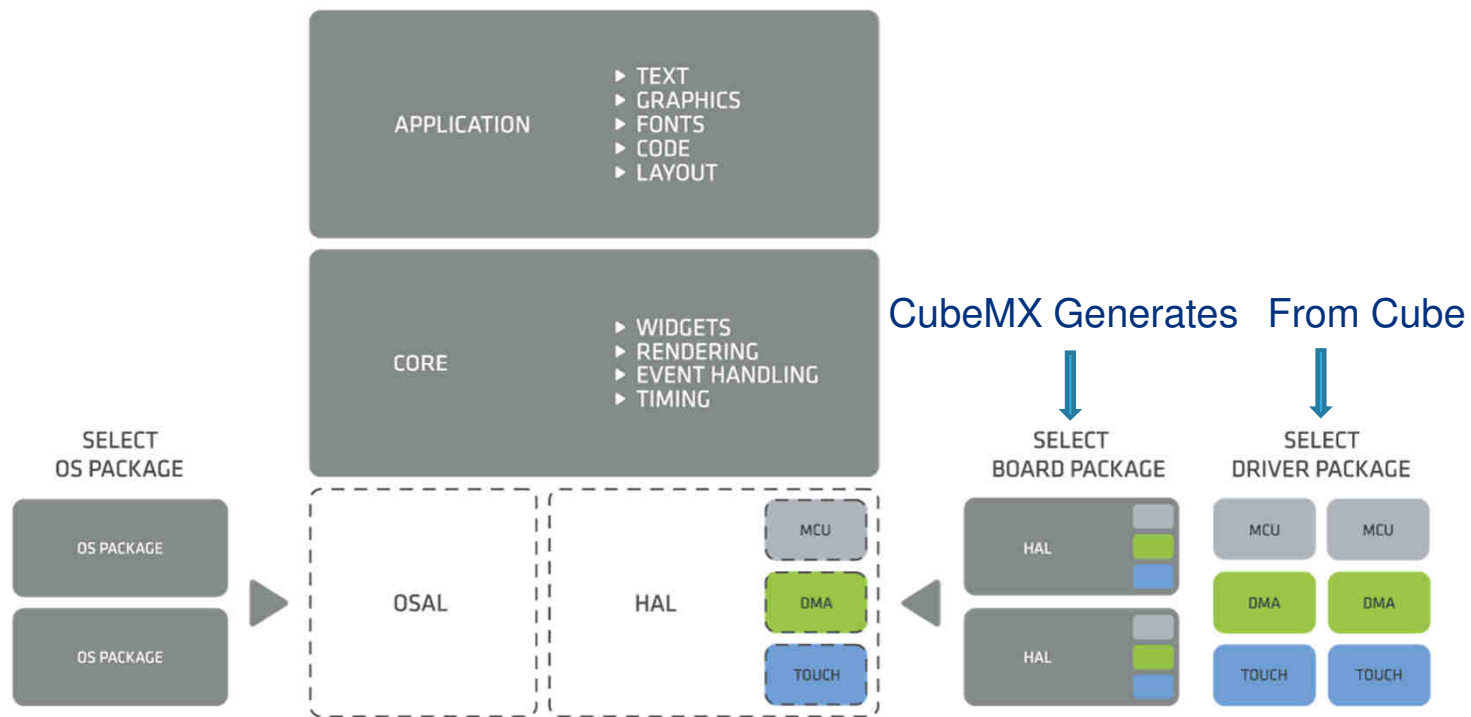 APPLICATION
▶ TEXT
▶ GRAPHICS
▶ FONTS
▶ CODE
▶ LAYOUT
CORE
▶ WIDGETS
▶ RENDERING
▶ EVENT HANDLING
▶ TIMING
CubeMX Generates
From Cube
SELECT
OS PACKAGE
OS PACKAGE
OS PACKAGE
OSAL
HAL
MCU
DMA
TOUCH
SELECT
BOARD PACKAGE
HAL
HAL
SELECT
DRIVER PACKAGE
MCU
MCU
DMA
DMA
TOUCH
TOUCH